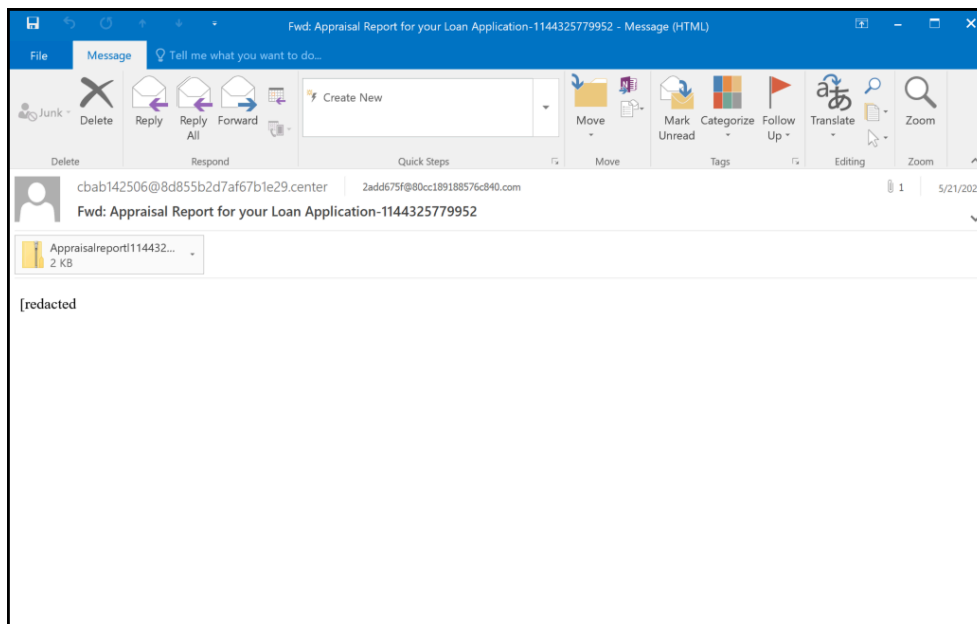 Fwd: Appraisal Report for your Loan Application-1144325779952 - Message (HTML)
File
Message
Tell me what you want to do...
Junk
Delete
Reply
Reply All
Forward
Create New
Move
Mark Unread
Categorize
Follow Up
Translate
Zoom
Delete
Respond
Quick Steps
Move
Tags
Editing
Zoom
cbab142506@8d855b2d7af67b1e29.center
2add675f@80cc189188576c840.com
1
5/21/202
Fwd: Appraisal Report for your Loan Application-1144325779952
Appraisalreportl114432...
2 KB
[redacted